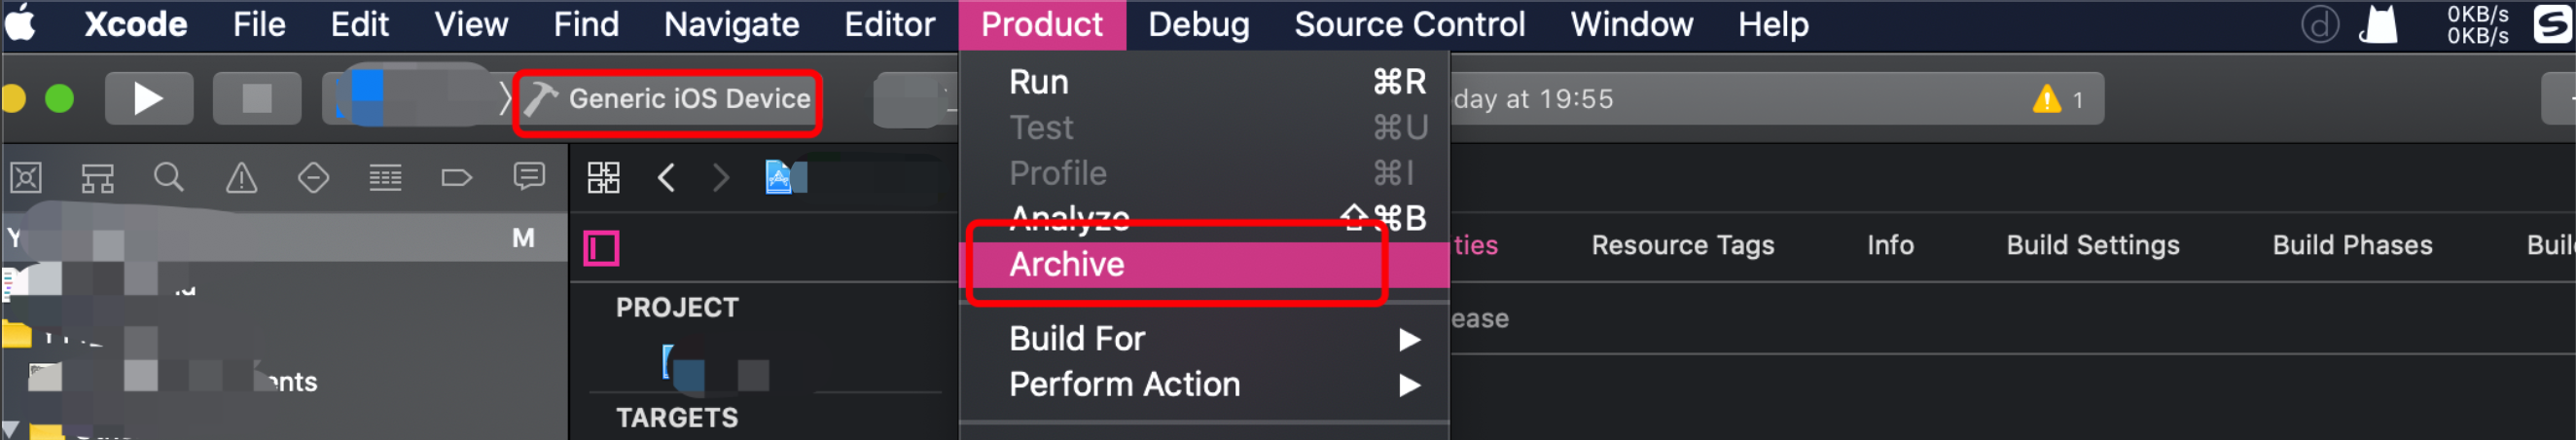 Xcode File Edit View Find Navigate Editor Product Debug Source Control Window Help
0KB/s
0KB/s
Generic iOS Device
day at 19:55
1
Run ⌘R
Test ⌘U
Profile ⌘I
Analyze ⇧⌘B
Archive
Build For
Perform Action
M
ties Resource Tags Info Build Settings Build Phases Buil
ease
PROJECT
TARGETS
ents